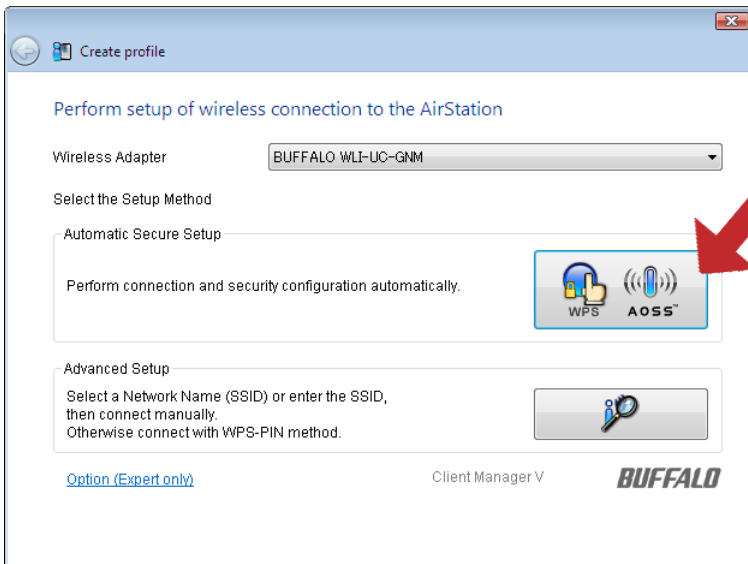 Create profile
Perform setup of wireless connection to the AirStation
Wireless Adapter
BUFFALO WLI-UC-GNM
Select the Setup Method
Automatic Secure Setup
Perform connection and security configuration automatically.
WPS
AOSS™
Advanced Setup
Select a Network Name (SSID) or enter the SSID,
then connect manually.
Otherwise connect with WPS-PIN method.
Option (Expert only)
Client Manager V
BUFFALO